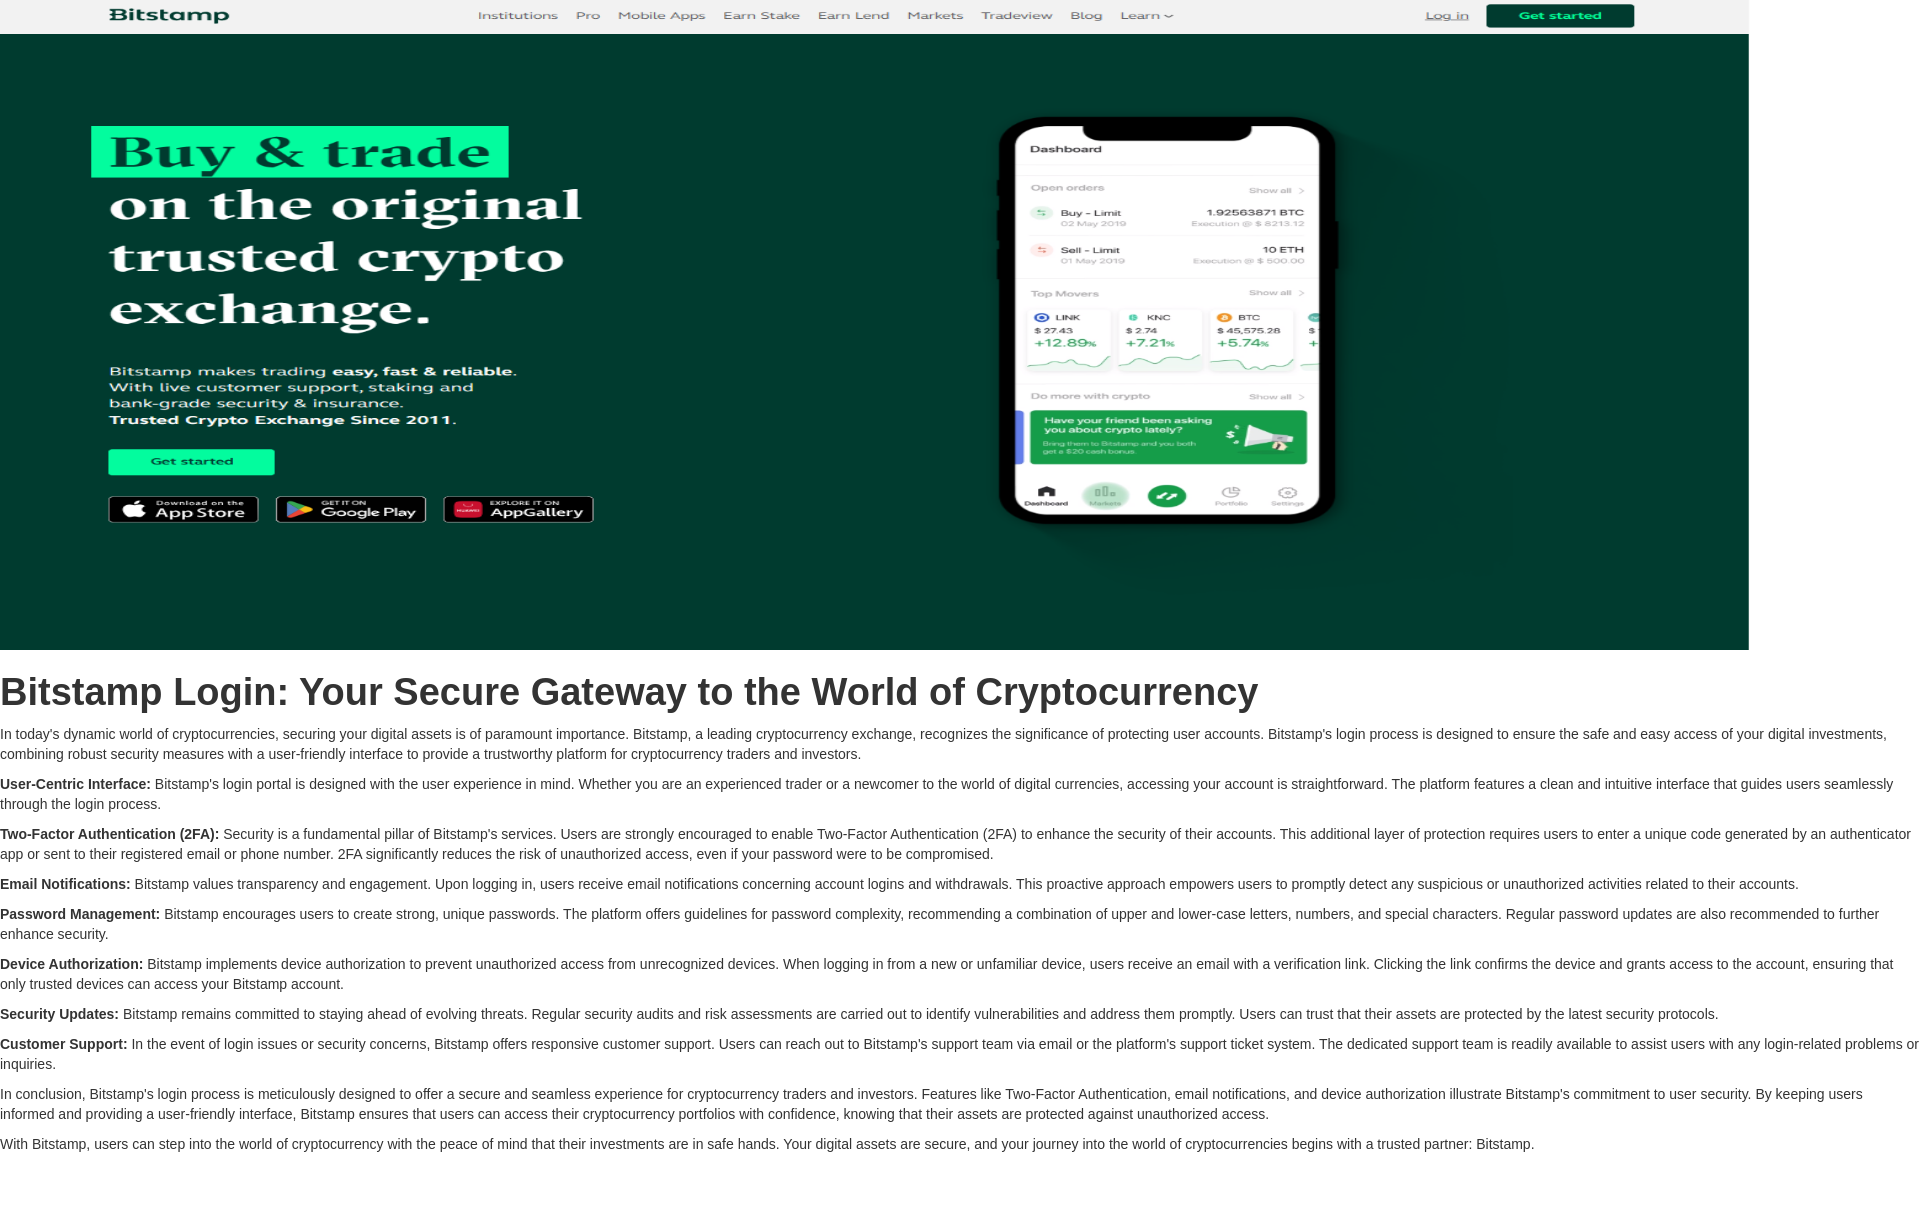 Bitstamp
Institutions Pro Mobile Apps Earn Stake Earn Lend Markets Tradeview Blog Learn
Log in
Get started
Buy & trade
on the original
trusted crypto
exchange.
Bitstamp makes trading easy, fast & reliable.
With live customer support, staking and
bank-grade security & insurance.
Trusted Crypto Exchange Since 2011.
Get started
Download on the
App Store
GET IT ON
Google Play
HUAWEI
EXPLORE IT ON
AppGallery
Dashboard
Open orders Show all
Buy - Limit 1.92563871 BTC
02 May 2019 Execution @ $ 8213.12
Sell - Limit 10 ETH
01 May 2019 Execution @ $ 500.00
Top Movers Show all
LINK KNC BTC
$ 27.43 $ 2.74 $ 45,575.28 $
+12.89% +7.21% +5.74% +
Do more with crypto Show all
Have your friend been asking
you about crypto lately?
Bring them to Bitstamp and you both
get a $20 cash bonus
$
Dashboard Markets Portfolio Settings
Bitstamp Login: Your Secure Gateway to the World of Cryptocurrency
In today's dynamic world of cryptocurrencies, securing your digital assets is of paramount importance. Bitstamp, a leading cryptocurrency exchange, recognizes the significance of protecting user accounts. Bitstamp's login process is designed to ensure the safe and easy access of your digital investments,
combining robust security measures with a user-friendly interface to provide a trustworthy platform for cryptocurrency traders and investors.
User-Centric Interface: Bitstamp's login portal is designed with the user experience in mind. Whether you are an experienced trader or a newcomer to the world of digital currencies, accessing your account is straightforward. The platform features a clean and intuitive interface that guides users seamlessly
through the login process.
Two-Factor Authentication (2FA): Security is a fundamental pillar of Bitstamp's services. Users are strongly encouraged to enable Two-Factor Authentication (2FA) to enhance the security of their accounts. This additional layer of protection requires users to enter a unique code generated by an authenticator
app or sent to their registered email or phone number. 2FA significantly reduces the risk of unauthorized access, even if your password were to be compromised.
Email Notifications: Bitstamp values transparency and engagement. Upon logging in, users receive email notifications concerning account logins and withdrawals. This proactive approach empowers users to promptly detect any suspicious or unauthorized activities related to their accounts.
Password Management: Bitstamp encourages users to create strong, unique passwords. The platform offers guidelines for password complexity, recommending a combination of upper and lower-case letters, numbers, and special characters. Regular password updates are also recommended to further
enhance security.
Device Authorization: Bitstamp implements device authorization to prevent unauthorized access from unrecognized devices. When logging in from a new or unfamiliar device, users receive an email with a verification link. Clicking the link confirms the device and grants access to the account, ensuring that
only trusted devices can access your Bitstamp account.
Security Updates: Bitstamp remains committed to staying ahead of evolving threats. Regular security audits and risk assessments are carried out to identify vulnerabilities and address them promptly. Users can trust that their assets are protected by the latest security protocols.
Customer Support: In the event of login issues or security concerns, Bitstamp offers responsive customer support. Users can reach out to Bitstamp's support team via email or the platform's support ticket system. The dedicated support team is readily available to assist users with any login-related problems or
inquiries.
In conclusion, Bitstamp's login process is meticulously designed to offer a secure and seamless experience for cryptocurrency traders and investors. Features like Two-Factor Authentication, email notifications, and device authorization illustrate Bitstamp's commitment to user security. By keeping users
informed and providing a user-friendly interface, Bitstamp ensures that users can access their cryptocurrency portfolios with confidence, knowing that their assets are protected against unauthorized access.
With Bitstamp, users can step into the world of cryptocurrency with the peace of mind that their investments are in safe hands. Your digital assets are secure, and your journey into the world of cryptocurrencies begins with a trusted partner: Bitstamp.